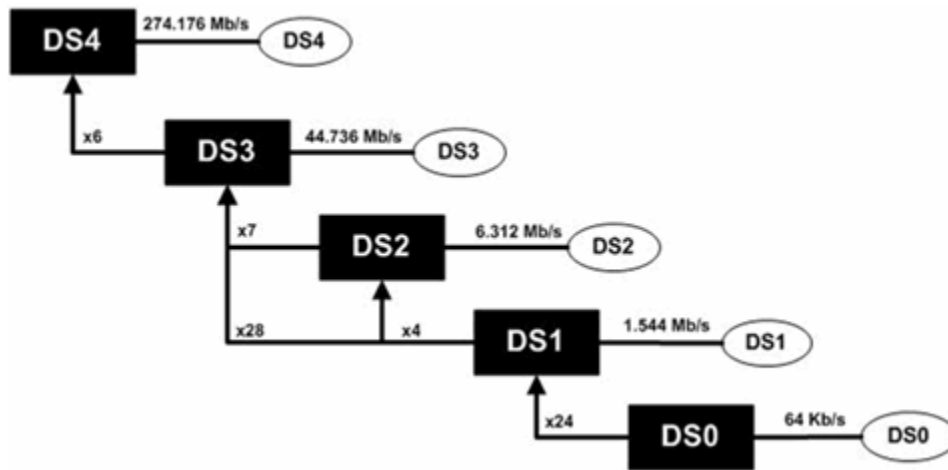 DS4 274.176 Mb/s DS4
x6 DS3 44.736 Mb/s DS3
x7 DS2 6.312 Mb/s DS2
x28 x4 DS1 1.544 Mb/s DS1
x24 DS0 64 Kb/s DS0